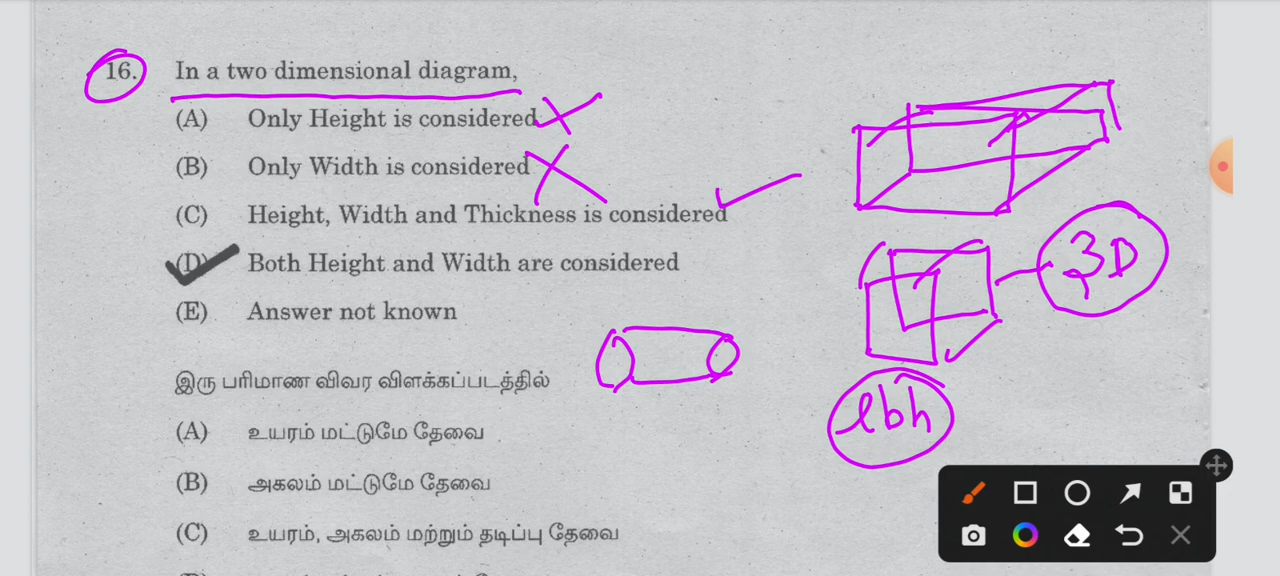 16. In a two dimensional diagram,
(A) Only Height is considered
(B) Only Width is considered
(C) Height, Width and Thickness is considered
(D) Both Height and Width are considered
(E) Answer not known
3D
lbh
இரு பரிமாண விவர விளக்கப்படத்தில்
(A) உயரம் மட்டுமே தேவை
(B) அகலம் மட்டுமே தேவை
(C) உயரம், அகலம் மற்றும் தடிப்பு தேவை